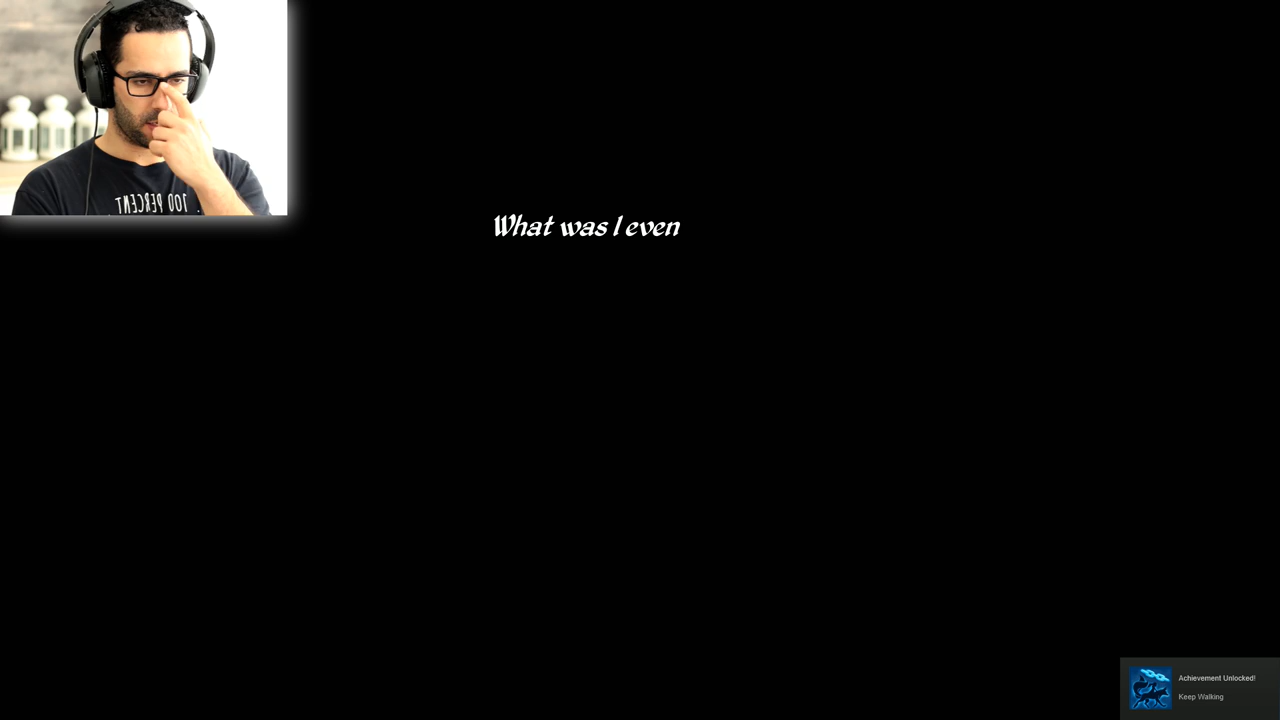 100 PERCENT
What was I even
Achievement Unlocked!
Keep Walking